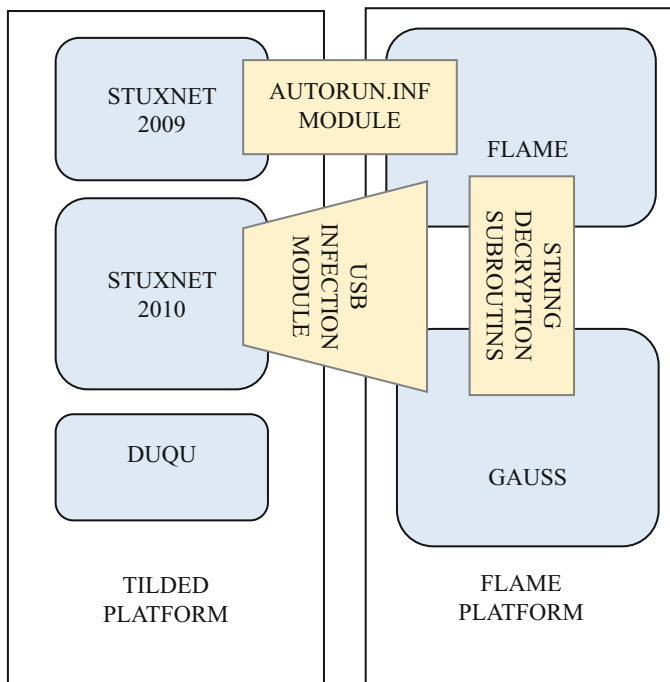 STUXNET
2009
AUTORUN.INF
MODULE
FLAME
STUXNET
2010
USB
INFECTION
MODULE
STRING
DECRYPTION
SUBROUTINS
DUQU
GAUSS
TILDED
PLATFORM
FLAME
PLATFORM